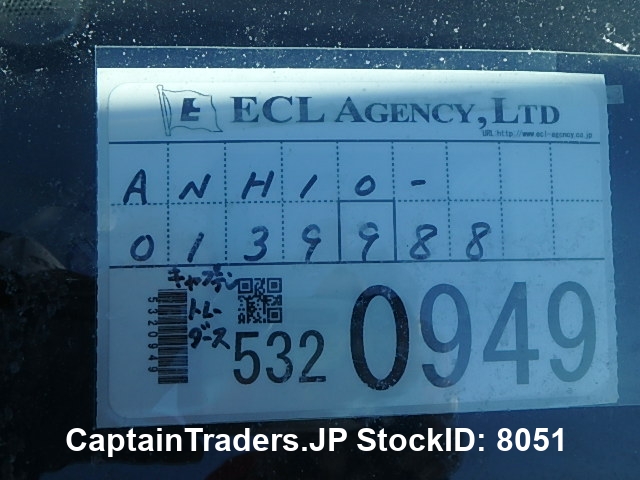 E ECL AGENCY, LTD
URL:http://www.ecl-agency.co.jp
ANH10-
0139988
キャプテン
トレー
ダース
5320949
532 0949
CaptainTraders.JP StockID: 8051